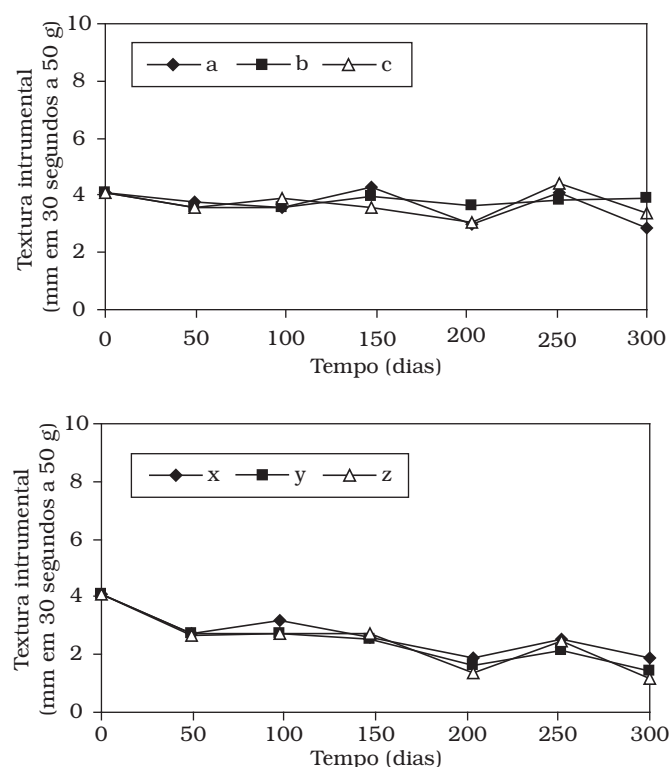 10
8
6
4
2
0
Textura intrumental
(mm em 30 segundos a 50 g)
a b c
0 50 100 150 200 250 300
Tempo (dias)
10
8
6
4
2
0
Textura intrumental
(mm em 30 segundos a 50 g)
x y z
0 50 100 150 200 250 300
Tempo (dias)